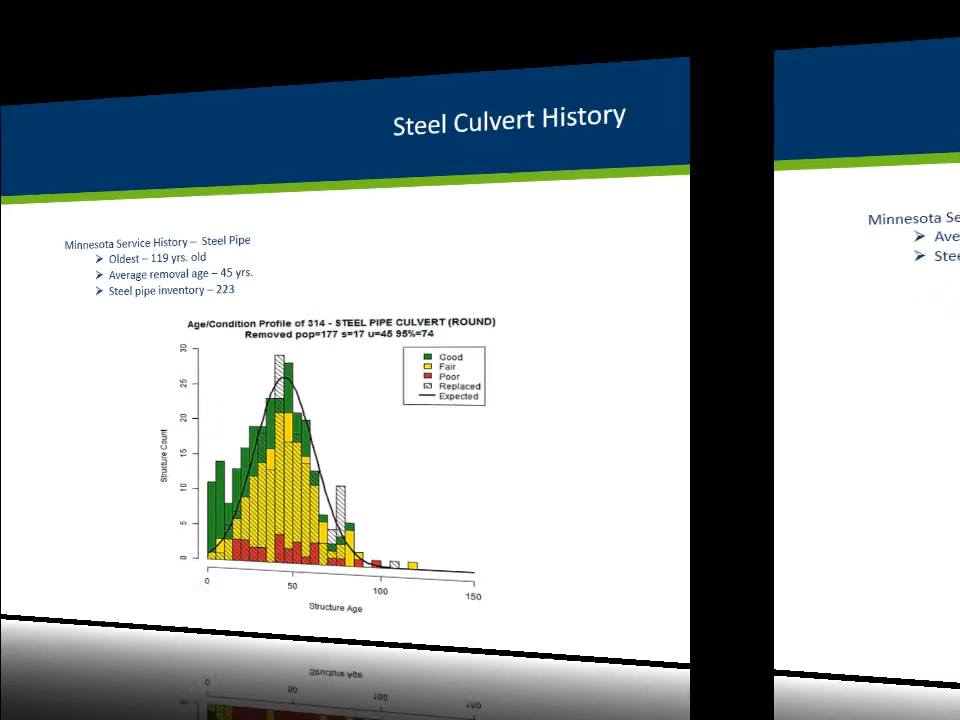 Steel Culvert History
Minnesota Service History – Steel Pipe
➢ Oldest – 119 yrs. old
➢ Average removal age – 45 yrs.
➢ Steel pipe inventory – 223
Age/Condition Profile of 314 - STEEL PIPE CULVERT (ROUND)
Removed pop=177 s=17 u=45 95%=74
Good
Fair
Poor
Replaced
Expected
Structure Count
30
25
20
15
10
5
0
0
50
100
150
Structure Age
Minnesota Se
➢ Ave
➢ Stee